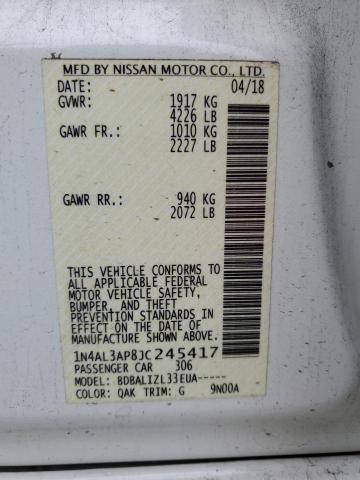 MFD BY NISSAN MOTOR CO., LTD.
DATE: 04/18
GVWR: 1917 KG
4226 LB
GAWR FR.: 1010 KG
2227 LB
GAWR RR.: 940 KG
2072 LB
THIS VEHICLE CONFORMS TO
ALL APPLICABLE FEDERAL
MOTOR VEHICLE SAFETY,
BUMPER, AND THEFT
PREVENTION STANDARDS IN
EFFECT ON THE DATE OF
MANUFACTURE SHOWN ABOVE.
1N4AL3AP8JC245417
PASSENGER CAR 306
MODEL: BDBALIZL33EUA-----
COLOR: QAK TRIM: G 9N00A